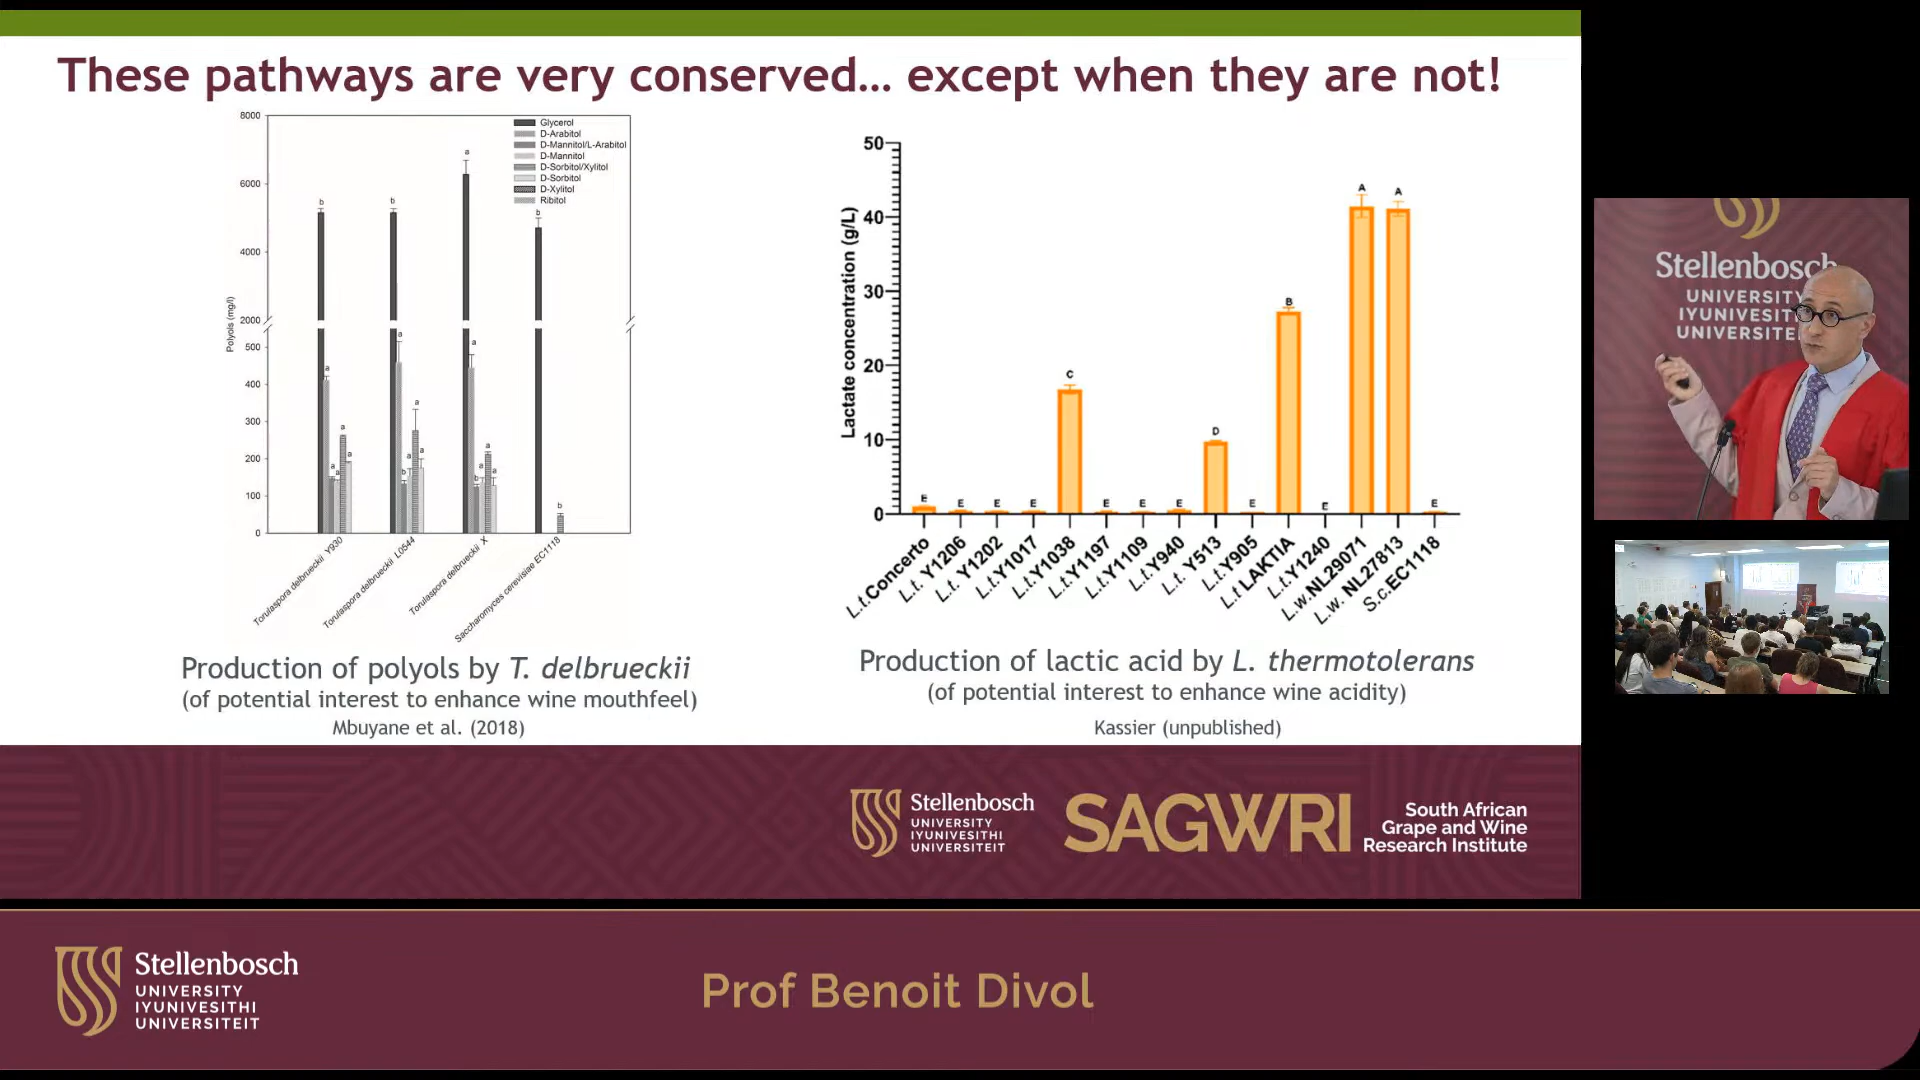 These pathways are very conserved... except when they are not!
8000
6000
4000
2000
500
400
300
200
100
0
Polyols (mg/l)
Glycerol
D-Arabitol
D-Mannitol/L-Arabitol
D-Mannitol
D-Sorbitol/Xylitol
D-Sorbitol
D-Xylitol
Ribitol
b
a
a
a
a
a
b
a
b
a
a
a
a
a
b
a
a
a
b
b
Torulaspora delbrueckii Y930
Torulaspora delbrueckii L0544
Torulaspora delbrueckii X
Saccharomyces cerevisiae EC1118
Production of polyols by T. delbrueckii
(of potential interest to enhance wine mouthfeel)
Mbuyane et al. (2018)
50
40
30
20
10
0
Lactate concentration (g/L)
E
E
E
E
C
E
E
E
D
E
B
E
A
A
E
L.t.Concerto
L.t. Y1206
L.t. Y1202
L.t.Y1017
L.t.Y1038
L.t.Y1197
L.t.Y1109
L.t.Y940
L.t. Y513
L.t.Y905
L.t LAKTIA
L.t.Y1240
L.w.NL29071
L.w. NL27813
S.c.EC1118
Production of lactic acid by L. thermotolerans
(of potential interest to enhance wine acidity)
Kassier (unpublished)
Stellenbosch
UNIVERSITY
IYUNIVESITHI
UNIVERSITEIT
SAGWRI
South African
Grape and Wine
Research Institute
Stellenbosch
UNIVERSITY
IYUNIVESIT
UNIVERSITE
Stellenbosch
UNIVERSITY
IYUNIVESITHI
UNIVERSITEIT
Prof Benoit Divol